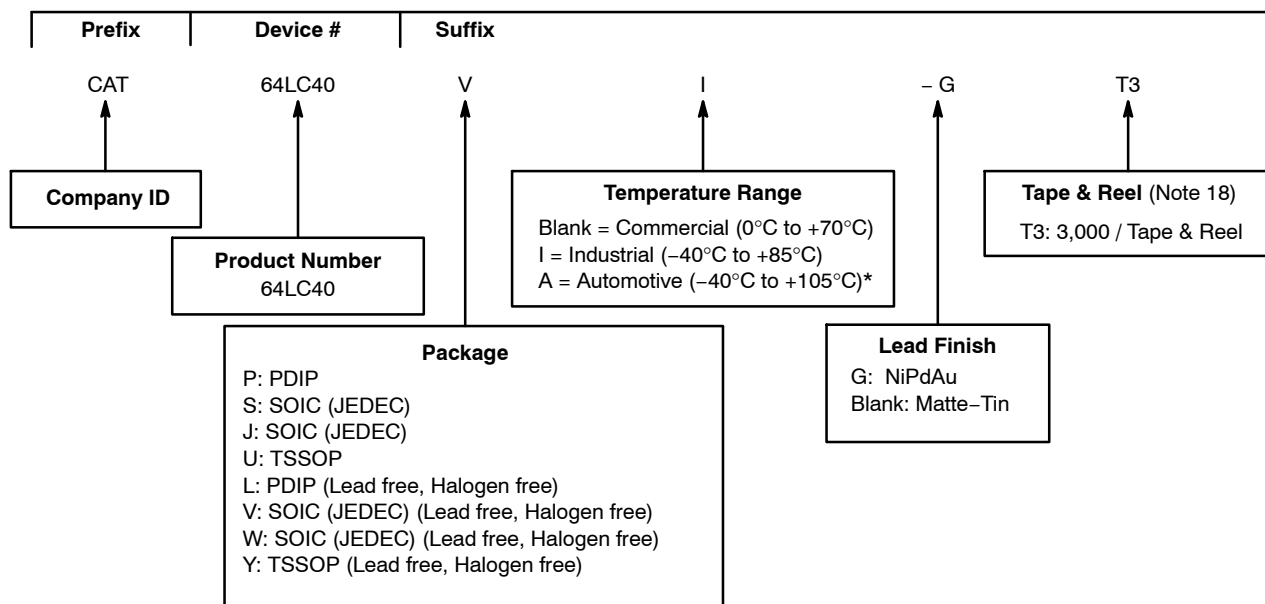 Prefix Device # Suffix
CAT 64LC40 V I – G T3
Company ID
Product Number
64LC40
Package
P: PDIP
S: SOIC (JEDEC)
J: SOIC (JEDEC)
U: TSSOP
L: PDIP (Lead free, Halogen free)
V: SOIC (JEDEC) (Lead free, Halogen free)
W: SOIC (JEDEC) (Lead free, Halogen free)
Y: TSSOP (Lead free, Halogen free)
Temperature Range
Blank = Commercial (0°C to +70°C)
I = Industrial (−40°C to +85°C)
A = Automotive (−40°C to +105°C)*
Lead Finish
G: NiPdAu
Blank: Matte−Tin
Tape & Reel (Note 18)
T3: 3,000 / Tape & Reel